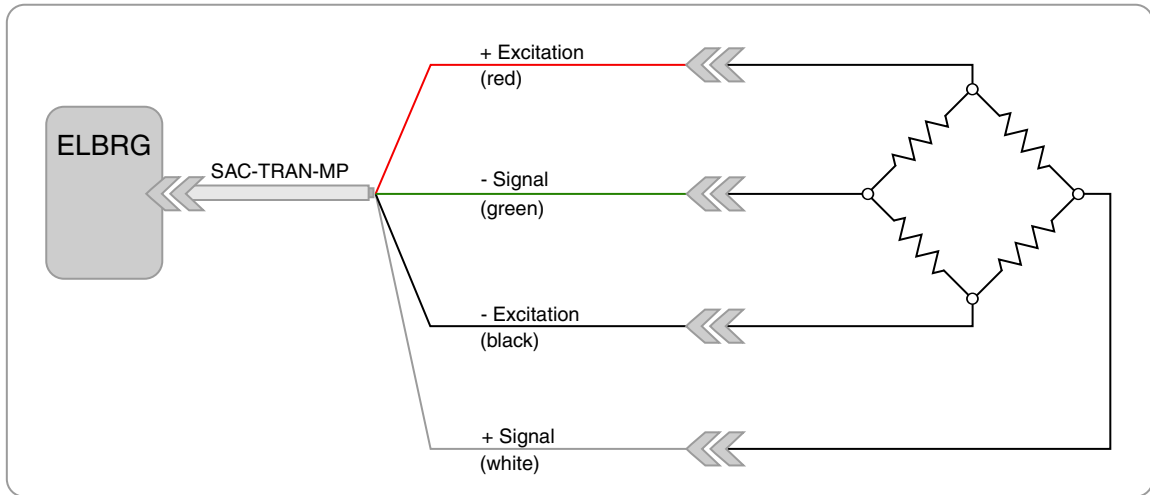 ELBRG
SAC-TRAN-MP
+ Excitation
(red)
- Signal
(green)
- Excitation
(black)
+ Signal
(white)